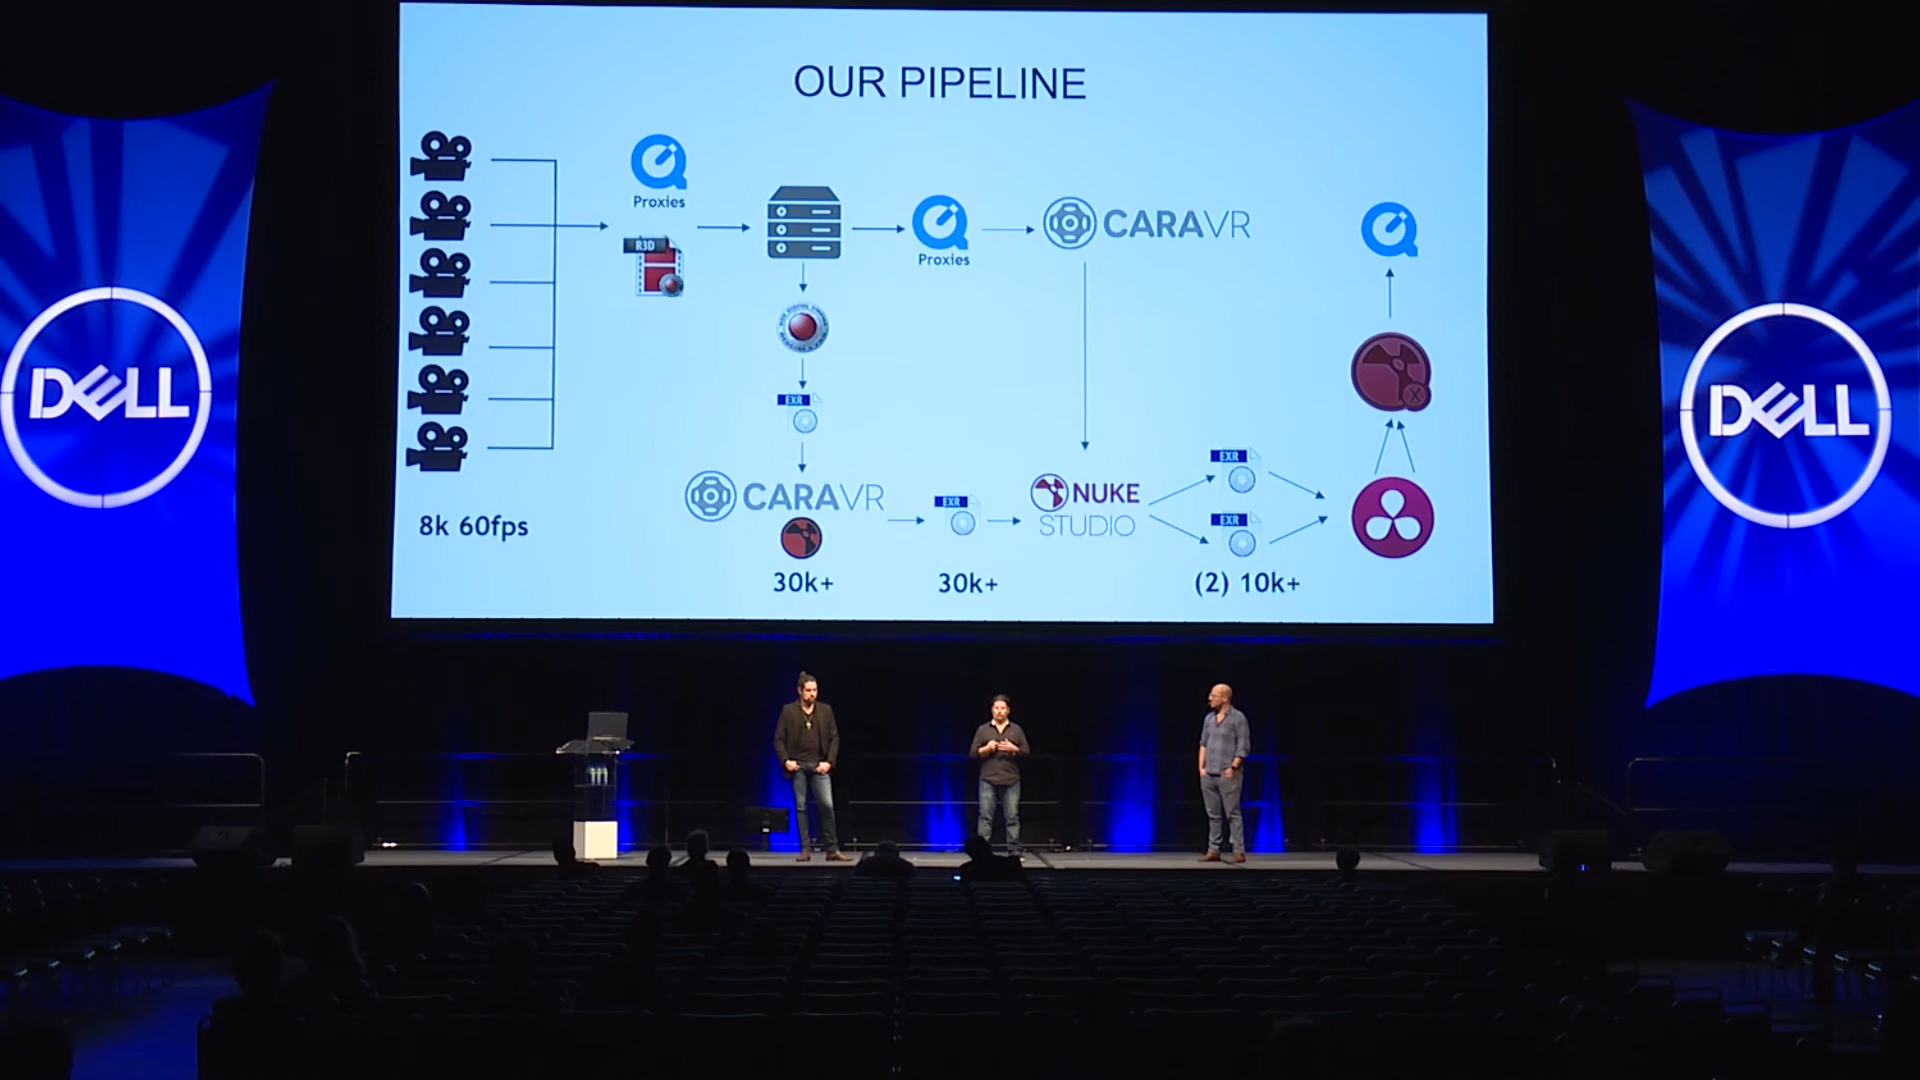 OUR PIPELINE
Proxies
R3D
Proxies
CARAVR
EXR
CARAVR
EXR
NUKE
STUDIO
EXR
EXR
X
8k 60fps
30k+
30k+
(2) 10k+
DELL
DELL